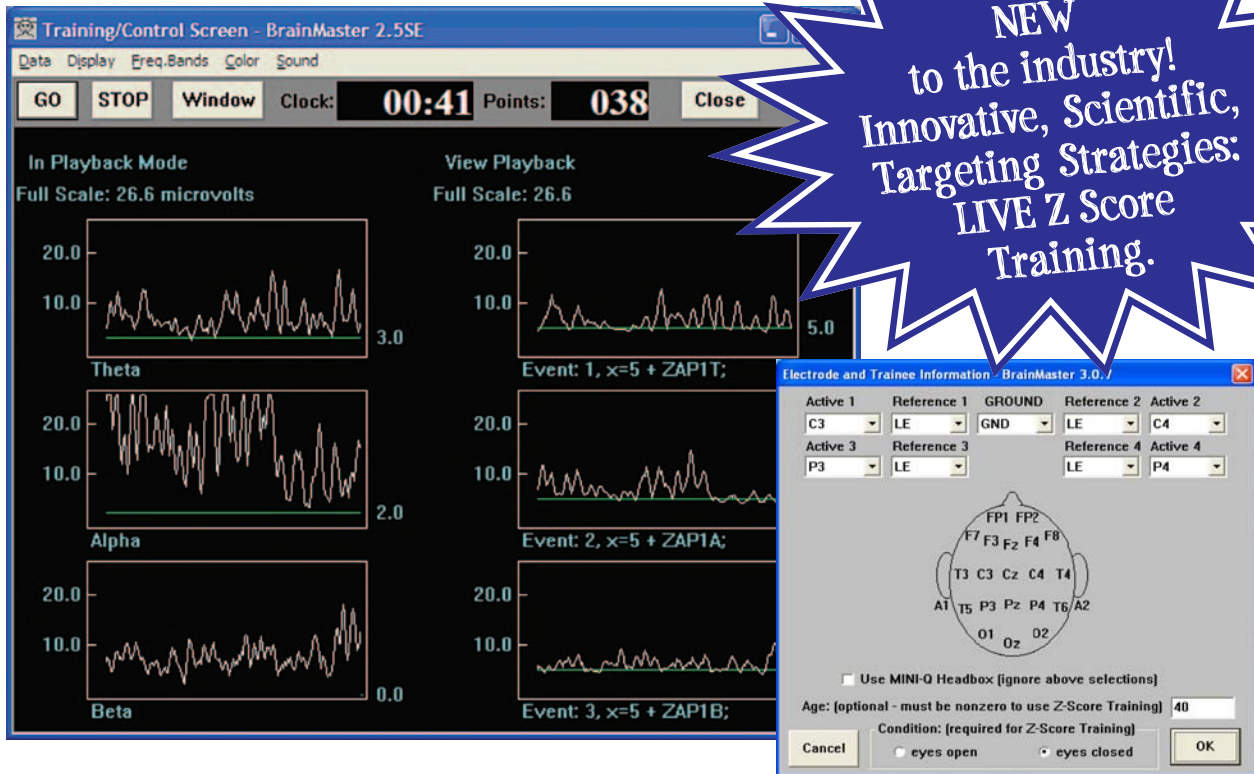 Training/Control Screen - BrainMaster 2.5SE
Data Display Freq.Bands Color Sound
GO STOP Window Clock: 00:41 Points: 038 Close
In Playback Mode
Full Scale: 26.6 microvolts
20.0
10.0
3.0
Theta
20.0
10.0
2.0
Alpha
20.0
10.0
0.0
Beta
View Playback
Full Scale: 26.6
20.0
10.0
5.0
Event: 1, x=5 + ZAP1T;
20.0
10.0
Event: 2, x=5 + ZAP1A;
20.0
10.0
Event: 3, x=5 + ZAP1B;
NEW
to the industry!
Innovative, Scientific,
Targeting Strategies:
LIVE Z Score
Training.
Electrode and Trainee Information - BrainMaster 3.0.
Active 1 Reference 1 GROUND Reference 2 Active 2
C3 LE GND LE C4
Active 3 Reference 3 Reference 4 Active 4
P3 LE LE P4
FP1 FP2
F7 F3 Fz F4 F8
T3 C3 Cz C4 T4
A1 T5 P3 Pz P4 T6 A2
O1 Oz O2
Use MINI-Q Headbox (ignore above selections)
Age: (optional - must be nonzero to use Z-Score Training) 40
Condition: (required for Z-Score Training)
Cancel eyes open eyes closed OK